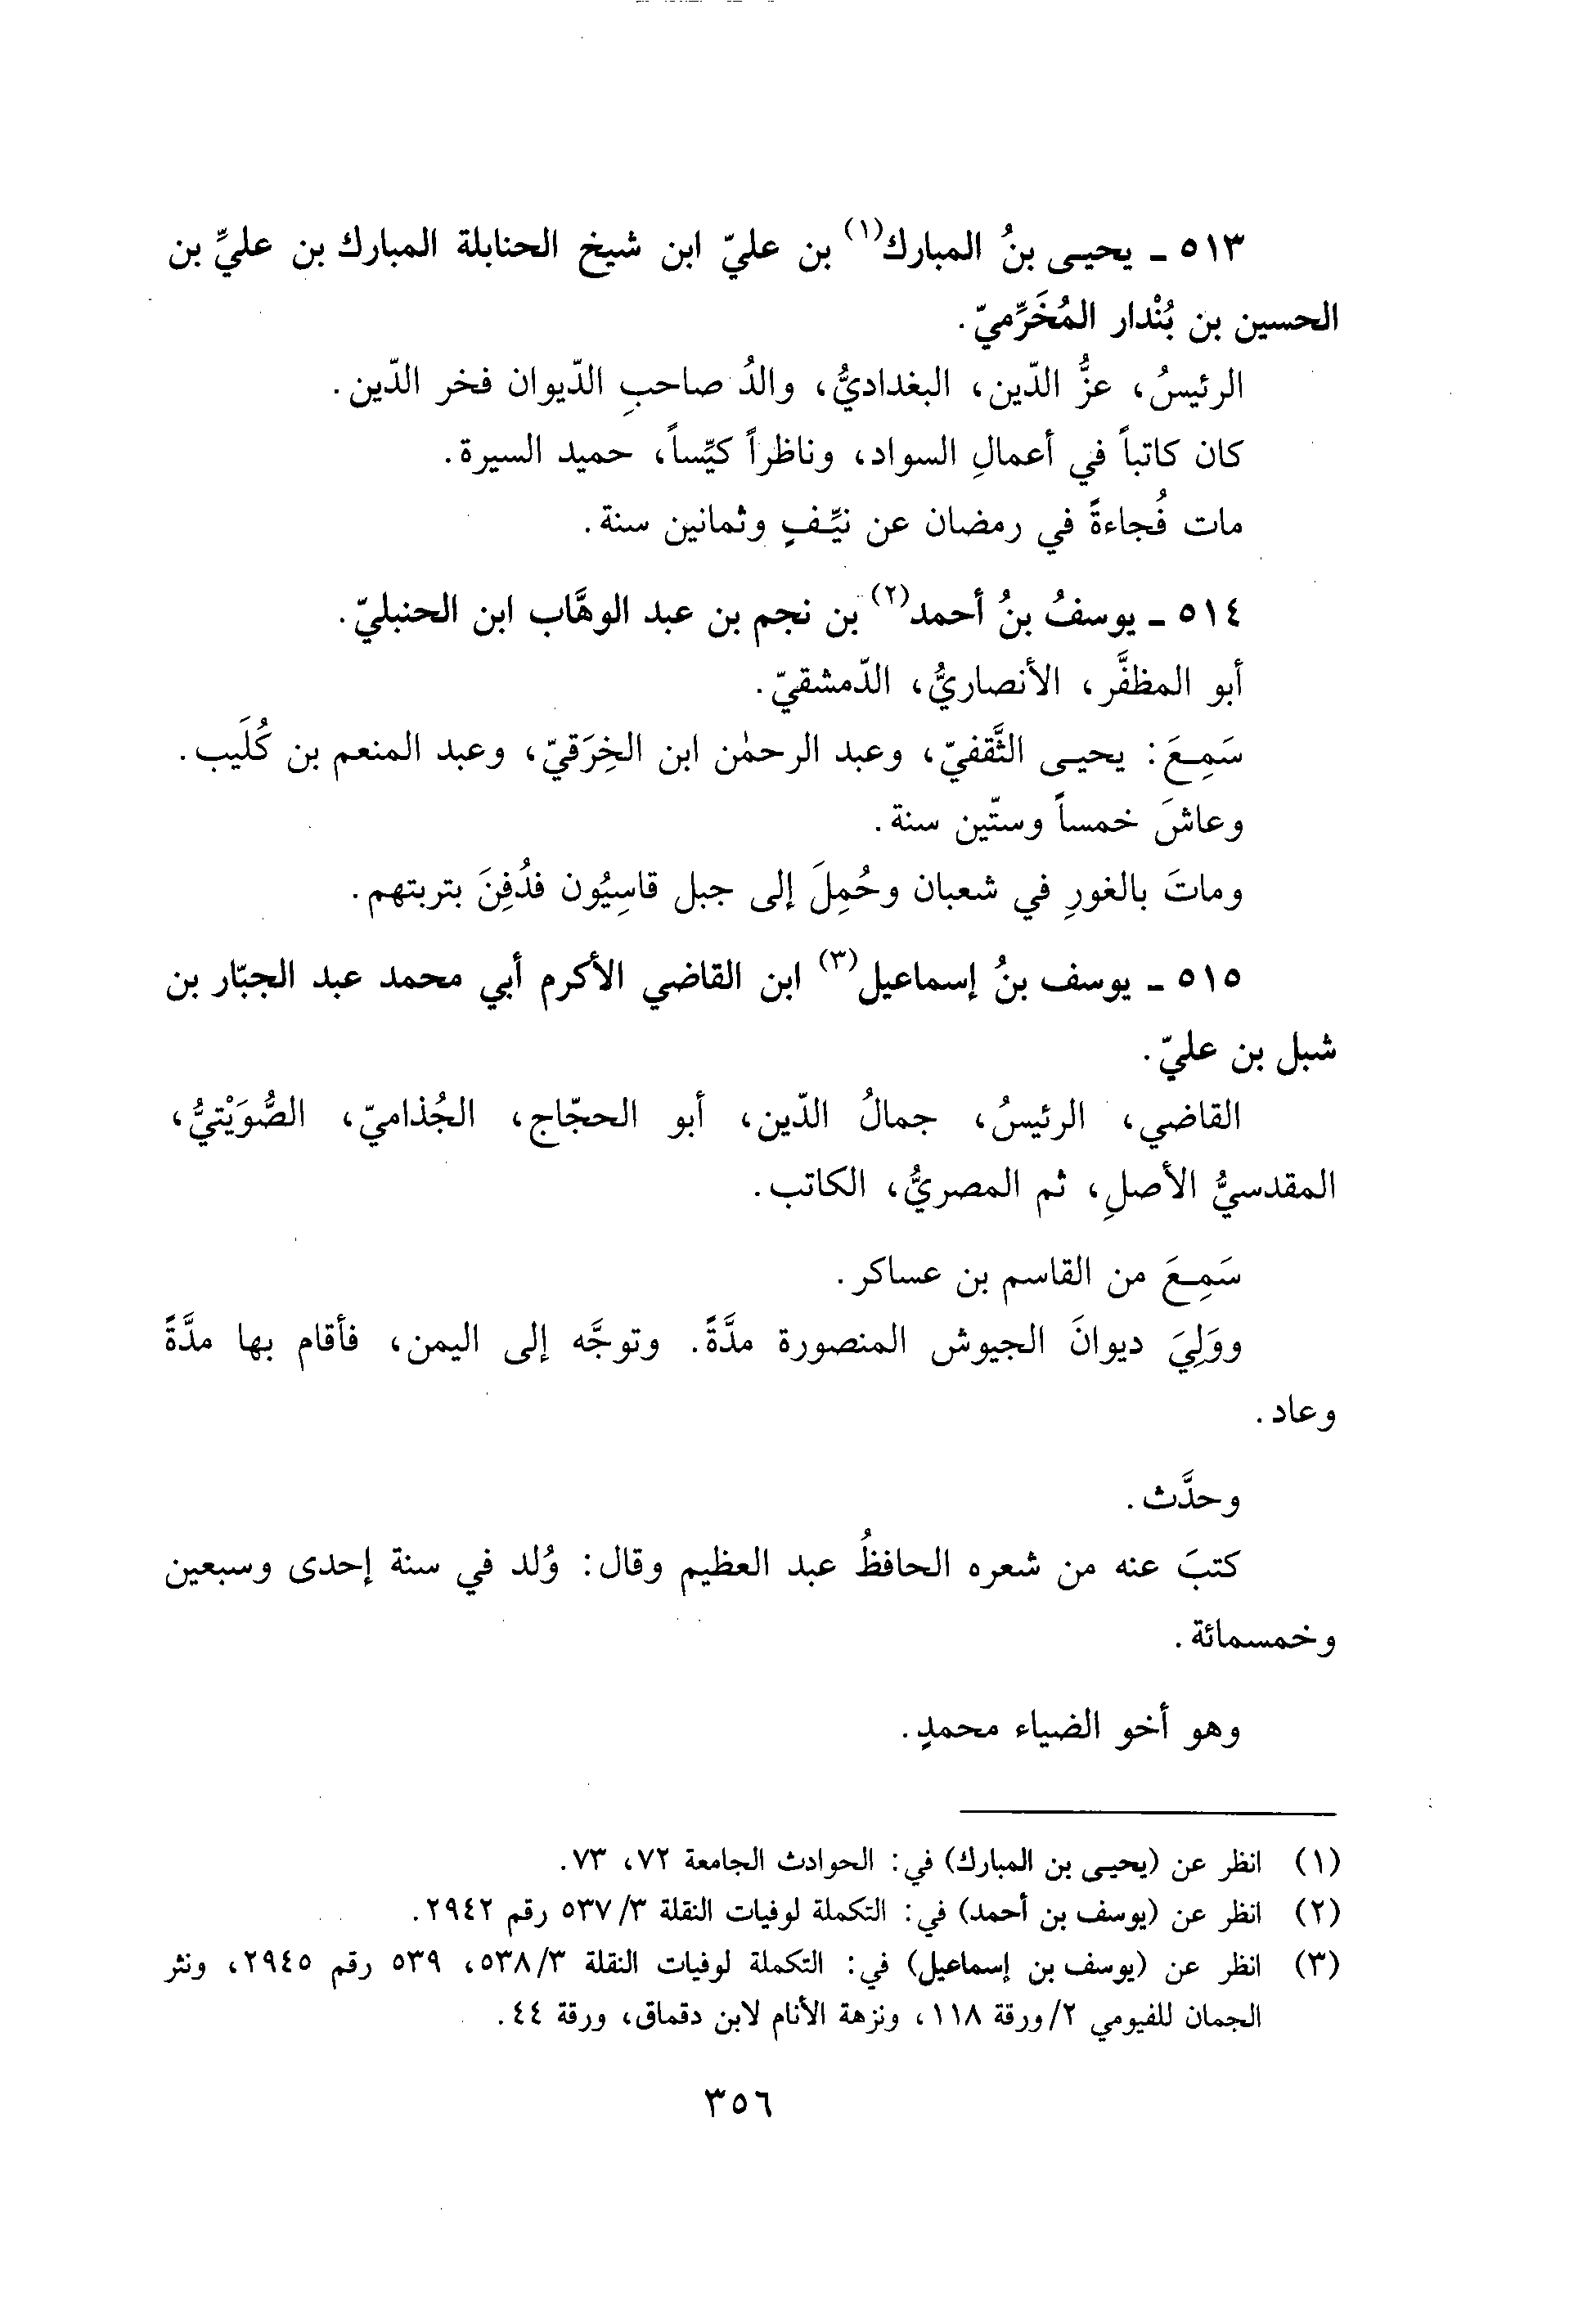 ٥١٣ ـ يحيـى بنُ المبارك(١) بن عليّ ابن شيخ الحنابلة المبارك بن عليٍّ بن
الحسين بن بُنْدار المُخَرِّميّ.
الرئيسُ، عزُّ الدّين، البغداديُّ، والدُ صاحبِ الدّيوان فخر الدّين.
كان كاتباً في أعمالِ السواد، وناظراً كيِّساً، حميد السيرة.
مات فُجاءةً في رمضان عن نيِّـفٍ وثمانين سنة.
٥١٤ ـ يوسفُ بنُ أحمد(٢) بن نجم بن عبد الوهَّاب ابن الحنبليّ.
أبو المظفَّر، الأنصاريُّ، الدّمشقيّ.
سَمِـعَ: يحيـى الثَّقفيّ، وعبد الرحمٰن ابن الخِرَقيّ، وعبد المنعم بن كُلَيب.
وعاشَ خمساً وستّين سنة.
وماتَ بالغورِ في شعبان وحُمِلَ إلى جبل قاسِيُون فدُفِنَ بتربتهم.
٥١٥ ـ يوسف بنُ إسماعيل(٣) ابن القاضي الأكرم أبي محمد عبد الجبّار بن
شبل بن عليّ.
القاضي، الرئيسُ، جمالُ الدّين، أبو الحجّاج، الجُذاميّ، الصُّوَيْتيُّ،
المقدسيُّ الأصلِ، ثم المصريُّ، الكاتب.
سَمِـعَ من القاسم بن عساكر.
ووَلِيَ ديوانَ الجيوش المنصورة مدَّةً. وتوجَّه إلى اليمن، فأقام بها مدَّةً
وعاد.
وحدَّث.
كتبَ عنه من شعره الحافظُ عبد العظيم وقال: وُلد في سنة إحدى وسبعين
وخمسمائة.
وهو أخو الضياء محمدٍ.
(١) انظر عن (يحيـى بن المبارك) في: الحوادث الجامعة ٧٢، ٧٣.
(٢) انظر عن (يوسف بن أحمد) في: التكملة لوفيات النقلة ٥٣٧/٣ رقم ٢٩٤٢.
(٣) انظر عن (يوسف بن إسماعيل) في: التكملة لوفيات النقلة ٥٣٨/٣، ٥٣٩ رقم ٢٩٤٥، ونثر
الجمان للفيومي ٢/ورقة ١١٨، ونزهة الأنام لابن دقماق، ورقة ٤٤.
٣٥٦